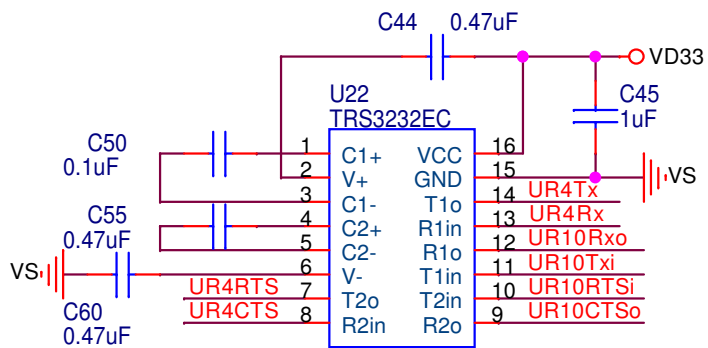 C44 0.47uF
VD33
U22
TRS3232EC
C45
1uF
C50
0.1uF
1 C1+ VCC 16
2 V+ GND 15
VS
3 C1- T1o 14 UR4Tx
C55
0.47uF
4 C2+ R1in 13 UR4Rx
5 C2- R1o 12 UR10Rxo
VS
6 V- T1in 11 UR10Txi
C60
0.47uF
UR4RTS 7 T2o T2in 10 UR10RTSi
UR4CTS 8 R2in R2o 9 UR10CTSo